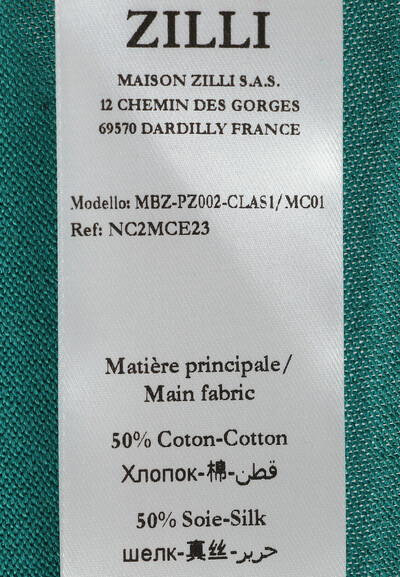 ZILLI
MAISON ZILLI S.A.S.
12 CHEMIN DES GORGES
69570 DARDILLY FRANCE
Modello: MBZ-PZ002-CLAS1/MC01
Ref: NC2MCE23
Matière principale/
Main fabric
50% Coton-Cotton
Хлопок-棉-قطن
50% Soie-Silk
шелк-真丝-حرير